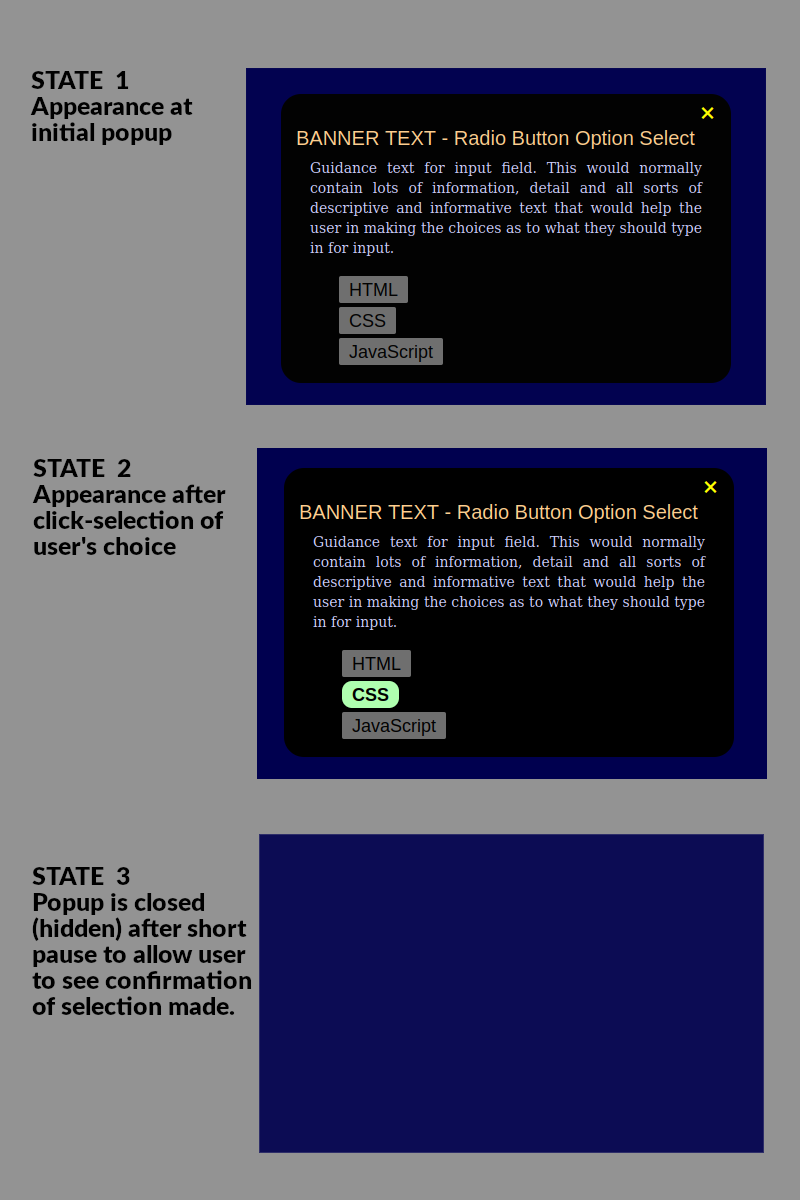 STATE 1
Appearance at
initial popup
×
BANNER TEXT - Radio Button Option Select
Guidance text for input field. This would normally
contain lots of information, detail and all sorts of
descriptive and informative text that would help the
user in making the choices as to what they should type
in for input.
HTML
CSS
JavaScript
STATE 2
Appearance after
click-selection of
user's choice
×
BANNER TEXT - Radio Button Option Select
Guidance text for input field. This would normally
contain lots of information, detail and all sorts of
descriptive and informative text that would help the
user in making the choices as to what they should type
in for input.
HTML
CSS
JavaScript
STATE 3
Popup is closed
(hidden) after short
pause to allow user
to see confirmation
of selection made.